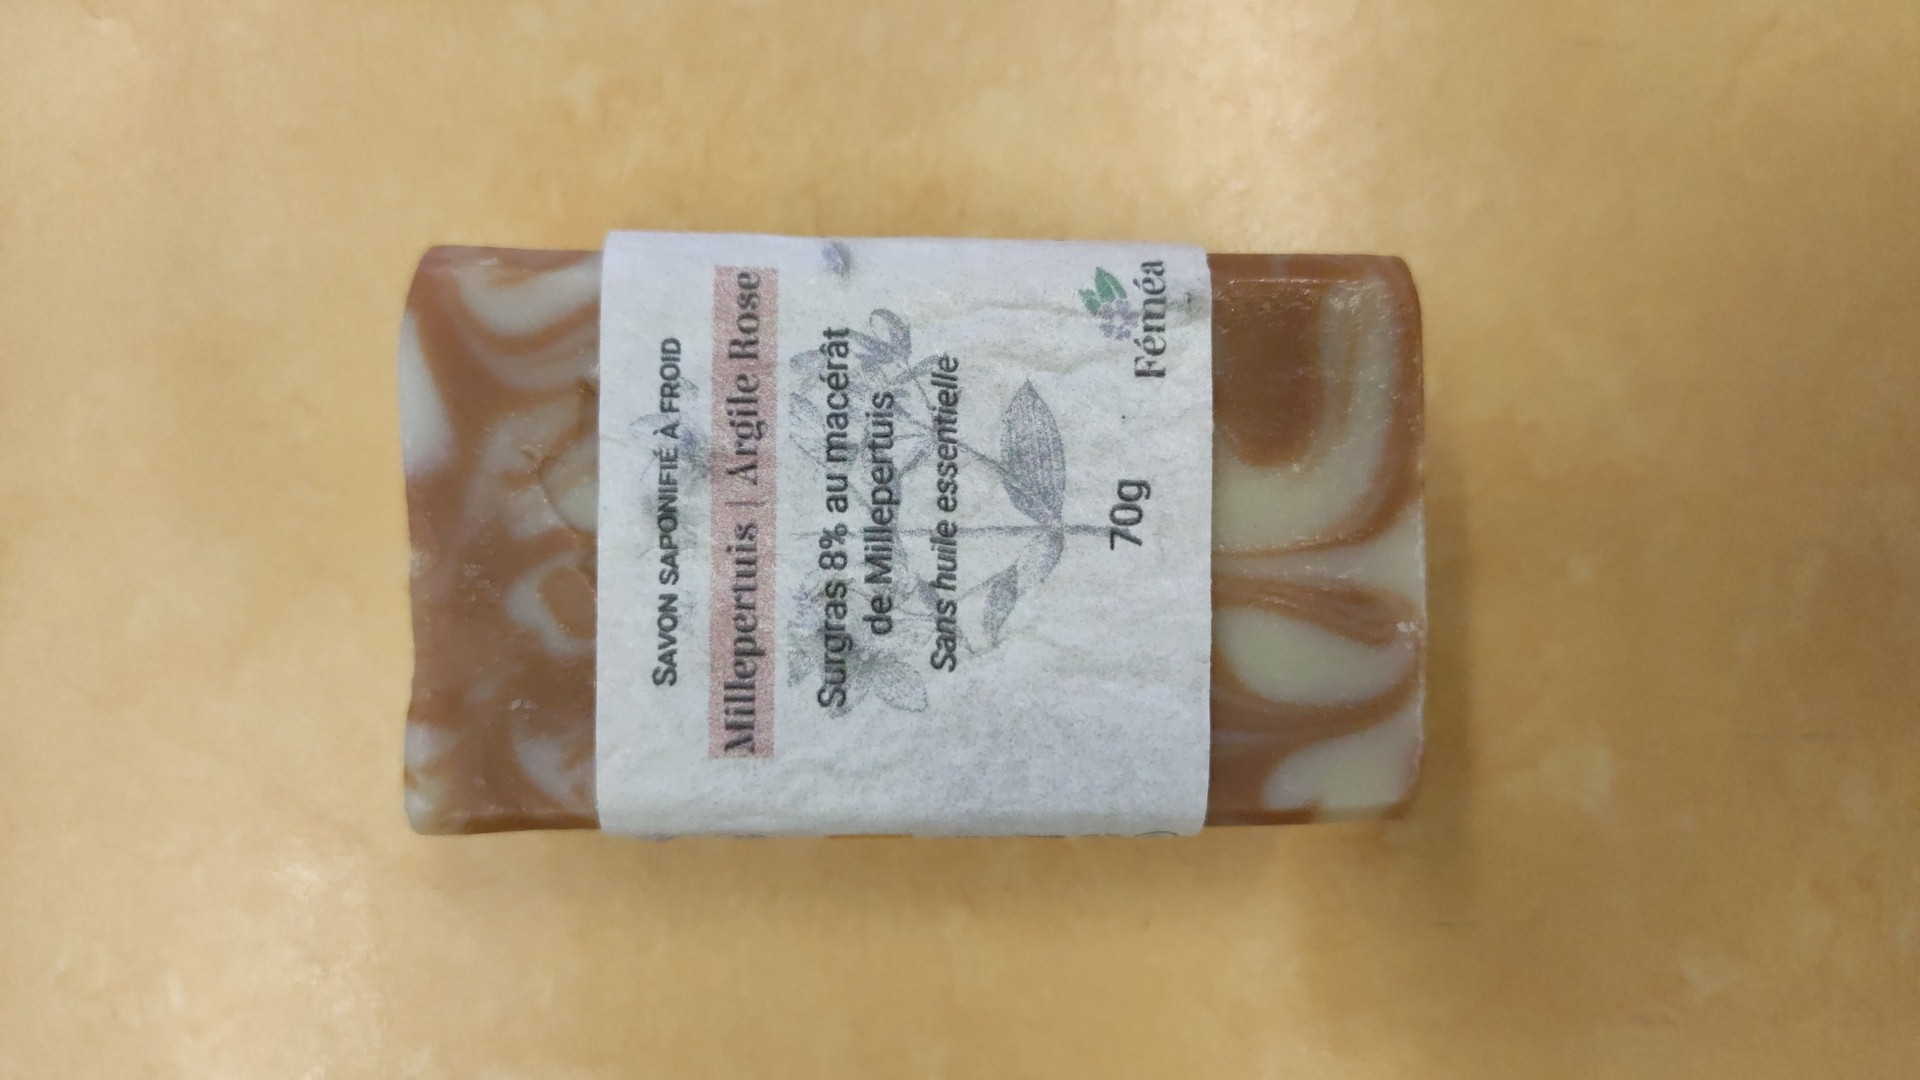 SAVON SAPONIFIÉ À FROID
Millepertuis | Argile Rose
Surgras 8% au macérât
de Millepertuis
Sans huile essentielle
70g
Féméa